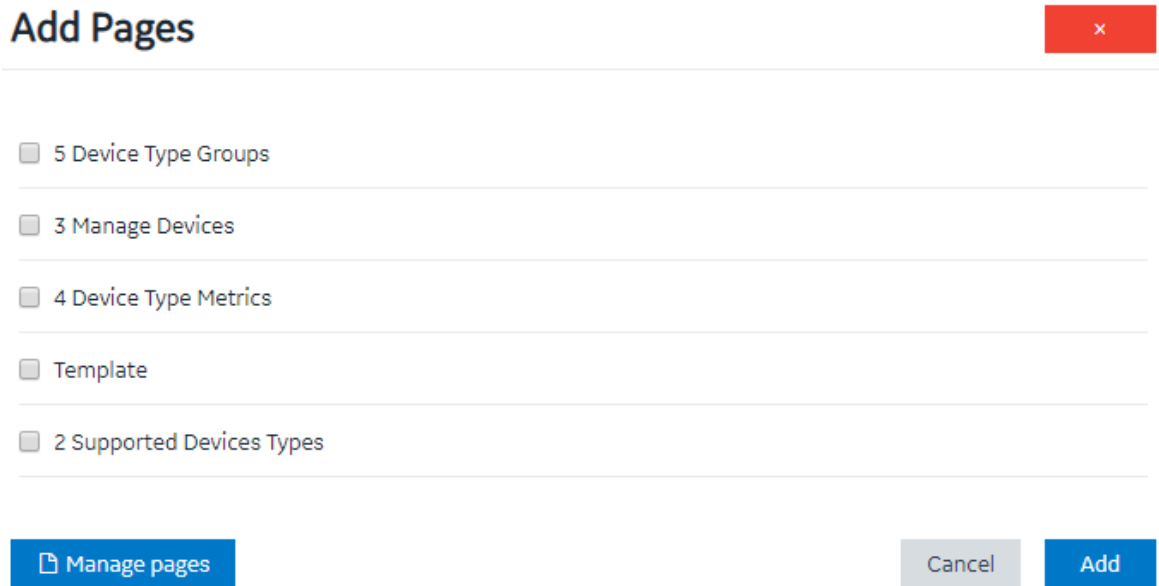 Add Pages
×
5 Device Type Groups
3 Manage Devices
4 Device Type Metrics
Template
2 Supported Devices Types
Manage pages
Cancel
Add